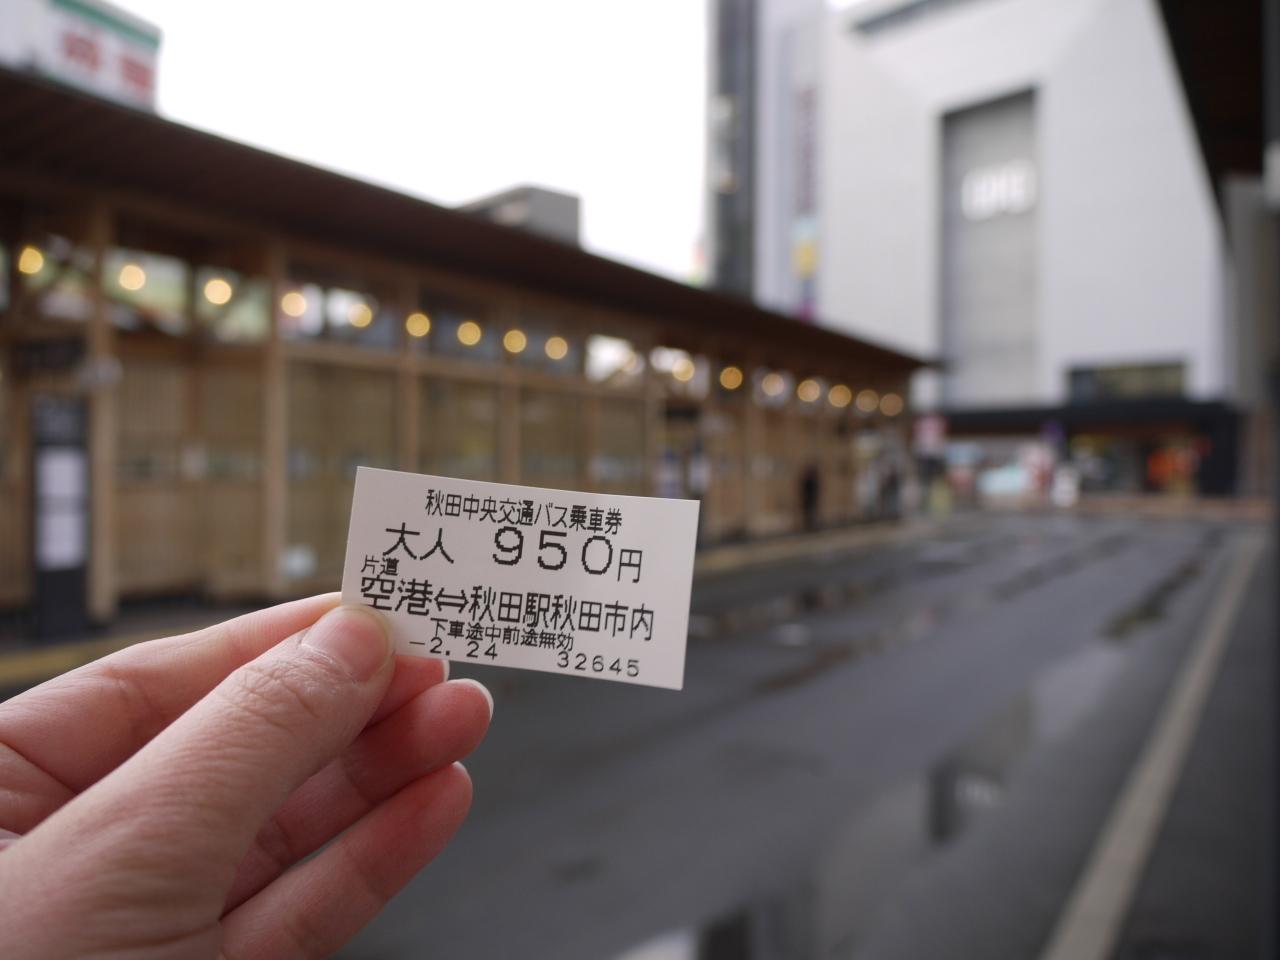 秋田中央交通バス乗車券
大人 950円
片道
空港⇔秋田駅秋田市内
下車途中前途無効
-2.24 32645